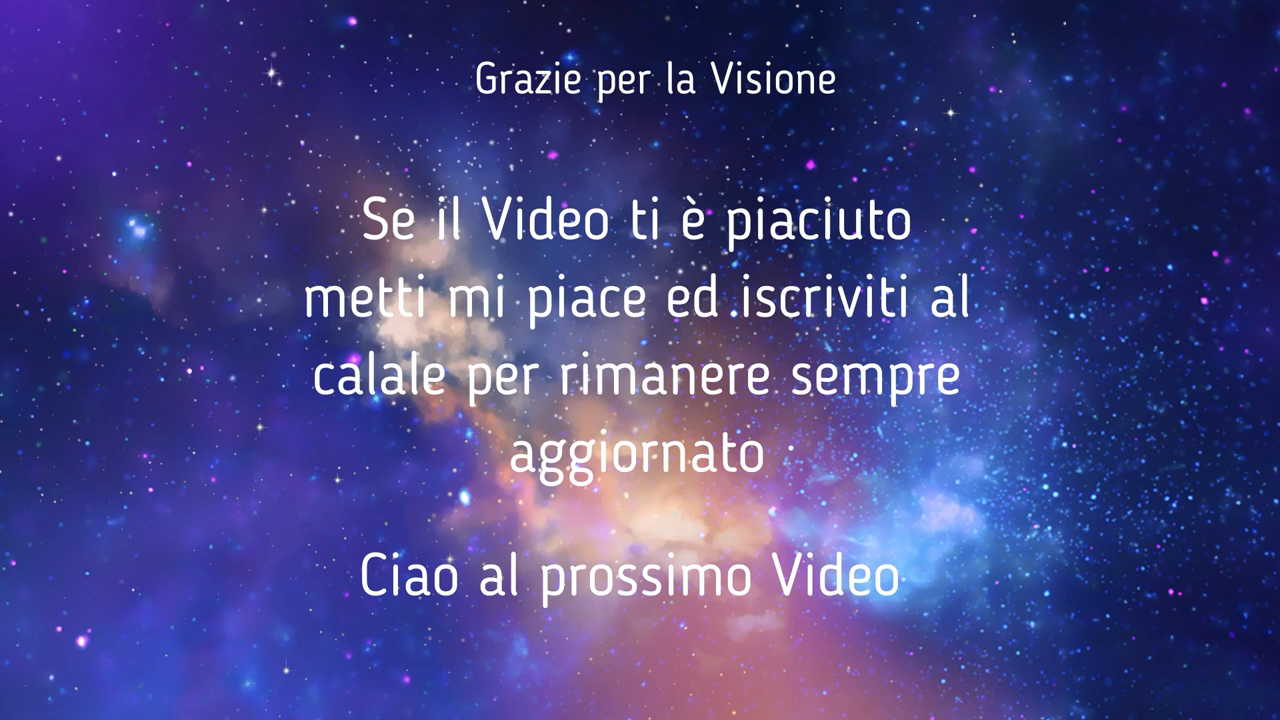 Grazie per la Visione
Se il Video ti è piaciuto
metti mi piace ed iscriviti al
calale per rimanere sempre
aggiornato
Ciao al prossimo Video